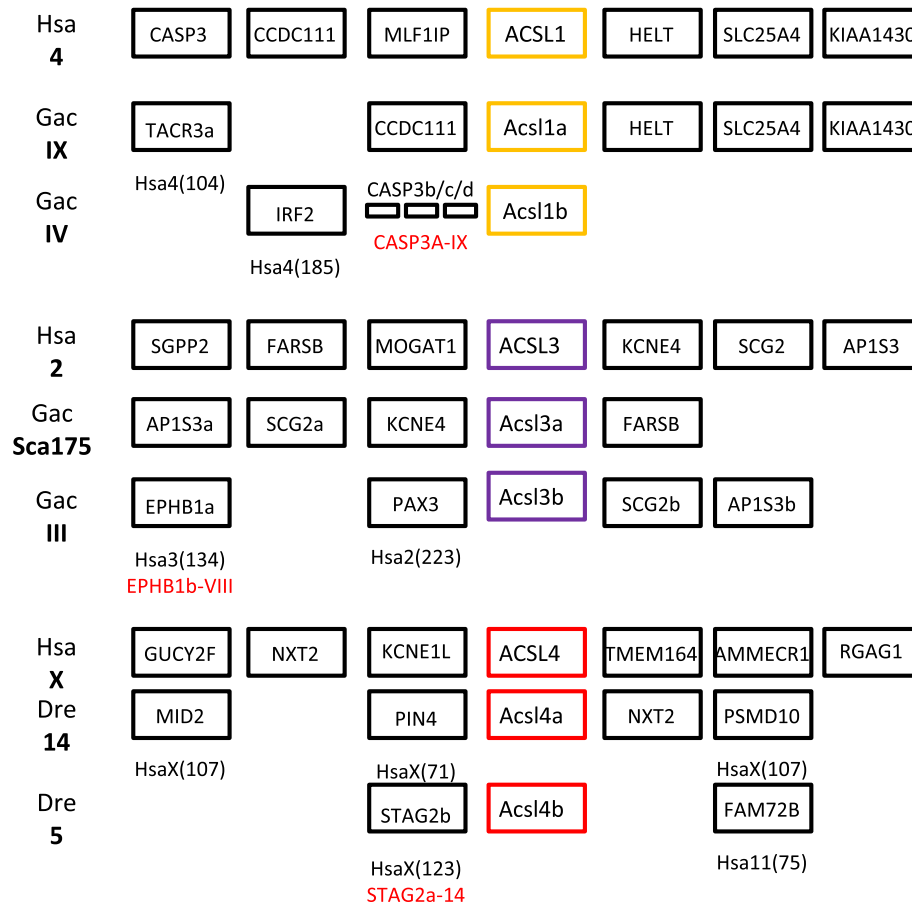 Hsa
4
CASP3 CCDC111 MLF1IP ACSL1 HELT SLC25A4 KIAA1430
Gac
IX
TACR3a CCDC111 Acsl1a HELT SLC25A4 KIAA1430
Hsa4(104)
Gac
IV
IRF2 CASP3b/c/d Acsl1b
CASP3A-IX
Hsa4(185)
Hsa
2
SGPP2 FARSB MOGAT1 ACSL3 KCNE4 SCG2 AP1S3
Gac
Sca175
AP1S3a SCG2a KCNE4 Acsl3a FARSB
Gac
III
EPHB1a PAX3 Acsl3b SCG2b AP1S3b
Hsa3(134) Hsa2(223)
EPHB1b-VIII
Hsa
X
GUCY2F NXT2 KCNE1L ACSL4 TMEM164 AMMECR1 RGAG1
Dre
14
MID2 PIN4 Acsl4a NXT2 PSMD10
HsaX(107) HsaX(71) HsaX(107)
Dre
5
STAG2b Acsl4b FAM72B
HsaX(123) Hsa11(75)
STAG2a-14